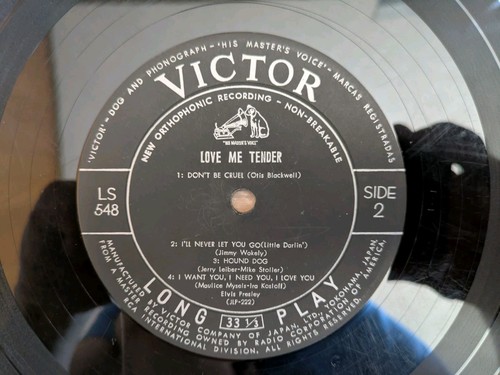 "VICTOR" - DOG AND PHONOGRAPH - "HIS MASTER'S VOICE" - MARCAS REGISTRADAS
VICTOR
NEW ORTHOPHONIC RECORDING - NON-BREAKABLE
"HIS MASTER'S VOICE"
LOVE ME TENDER
1: DON'T BE CRUEL (Otis Blackwell)
LS
548
SIDE
2
2: I'LL NEVER LET YOU GO(Little Darlin')
(Jimmy Wakely)
3: HOUND DOG
(Jerry Leiber-Mike Stoller)
4: I WANT YOU, I NEED YOU, I LOVE YOU
(Maurice Mysels-Ira Kosloff)
Elvis Presley
(JLP-222)
LONG 33 1/3 PLAY
MANUFACTURED BY VICTOR COMPANY OF JAPAN, LTD., YOKOHAMA, JAPAN,
FROM A MASTER RECORDING OWNED BY RADIO CORPORATION OF AMERICA.
RCA INTERNATIONAL DIVISION. ALL RIGHTS RESERVED.